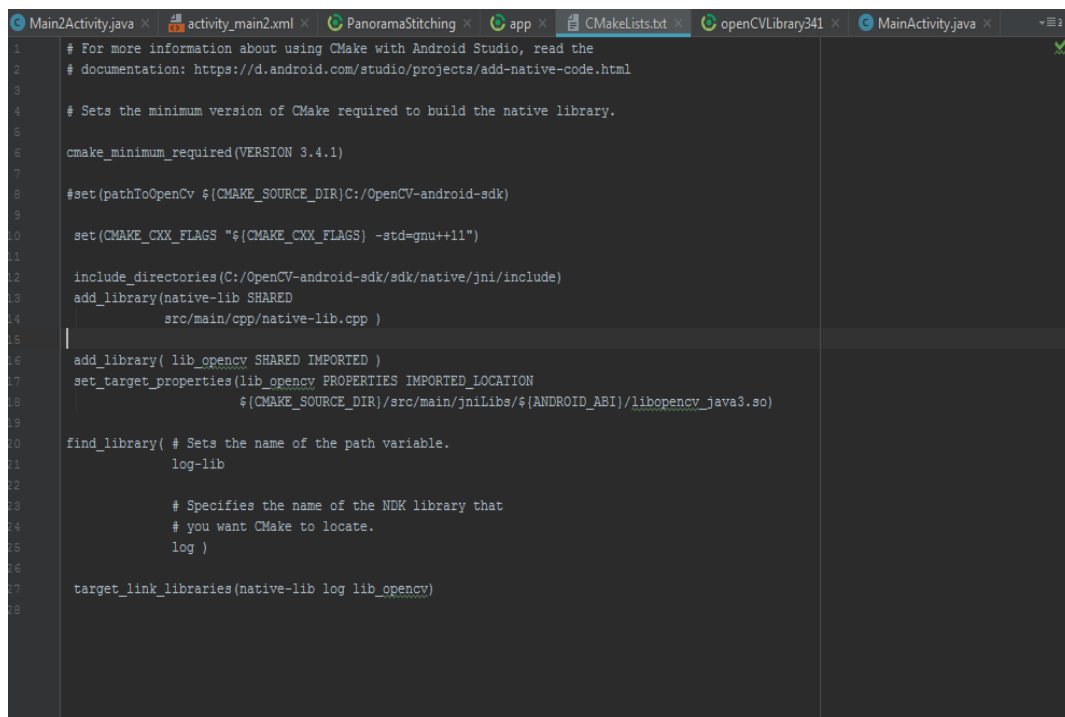 Main2Activity.java activity_main2.xml PanoramaStitching app CMakeLists.txt openCVLibrary341 MainActivity.java
1 # For more information about using CMake with Android Studio, read the
2 # documentation: https://d.android.com/studio/projects/add-native-code.html
3
4 # Sets the minimum version of CMake required to build the native library.
5
6 cmake_minimum_required(VERSION 3.4.1)
7
8 #set(pathToOpenCv ${CMAKE_SOURCE_DIR}C:/OpenCV-android-sdk)
9
10 set(CMAKE_CXX_FLAGS "${CMAKE_CXX_FLAGS} -std=gnu++11")
11
12 include_directories(C:/OpenCV-android-sdk/sdk/native/jni/include)
13 add_library(native-lib SHARED
14 src/main/cpp/native-lib.cpp )
15
16 add_library( lib_opencv SHARED IMPORTED )
17 set_target_properties(lib_opencv PROPERTIES IMPORTED_LOCATION
18 ${CMAKE_SOURCE_DIR}/src/main/jniLibs/${ANDROID_ABI}/libopencv_java3.so)
19
20 find_library( # Sets the name of the path variable.
21 log-lib
22
23 # Specifies the name of the NDK library that
24 # you want CMake to locate.
25 log )
26
27 target_link_libraries(native-lib log lib_opencv)
28